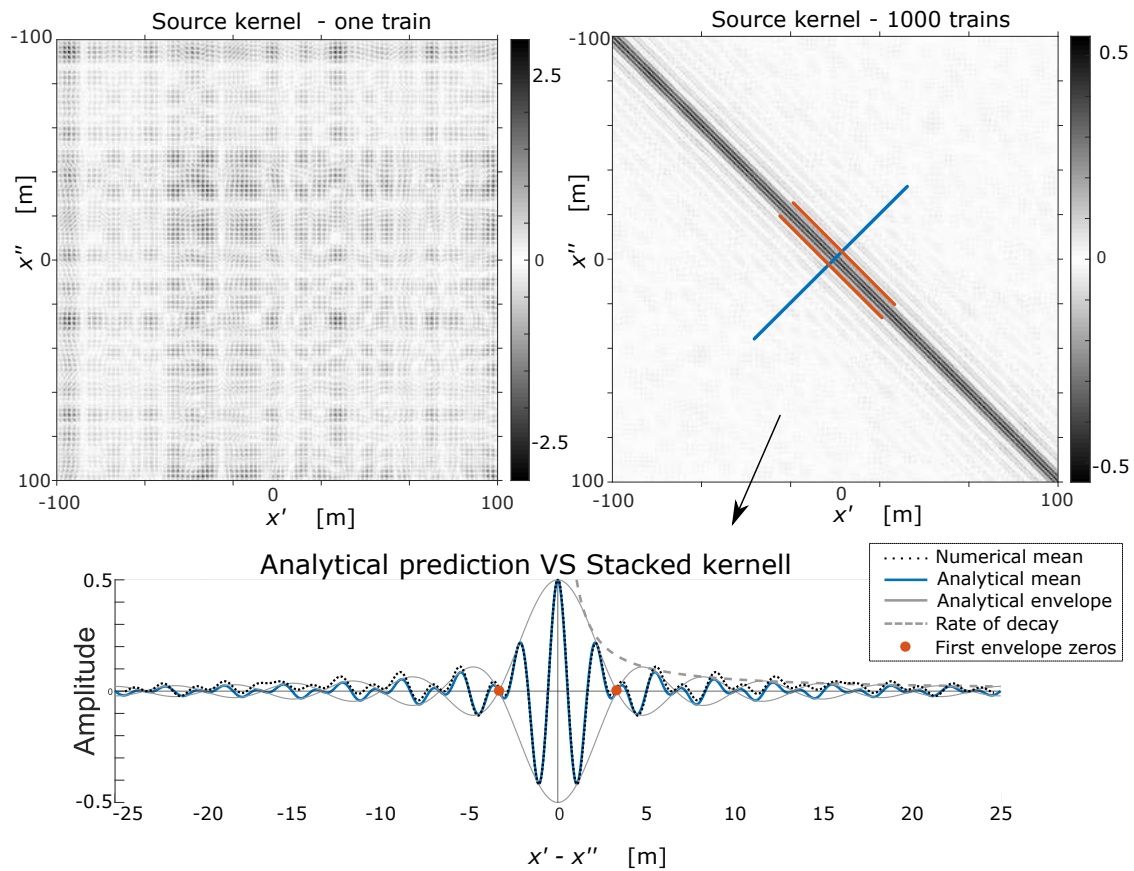 Source kernel - one train
-100
0
100
x''
[m]
-100
0
100
x' [m]
2.5
0
-2.5
Source kernel - 1000 trains
-100
0
100
x''
[m]
-100
0
100
x' [m]
0.5
0
-0.5
Analytical prediction VS Stacked kernell
Numerical mean
Analytical mean
Analytical envelope
Rate of decay
First envelope zeros
Amplitude
0.5
0
-0.5
-25 -20 -15 -10 -5 0 5 10 15 20 25
x' - x'' [m]